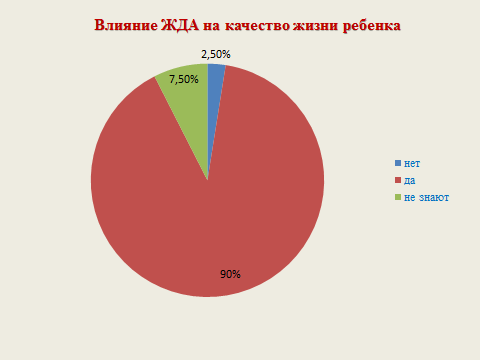 Влияние ЖДА на качество жизни ребенка
2,50%
7,50%
90%
нет
да
не знают